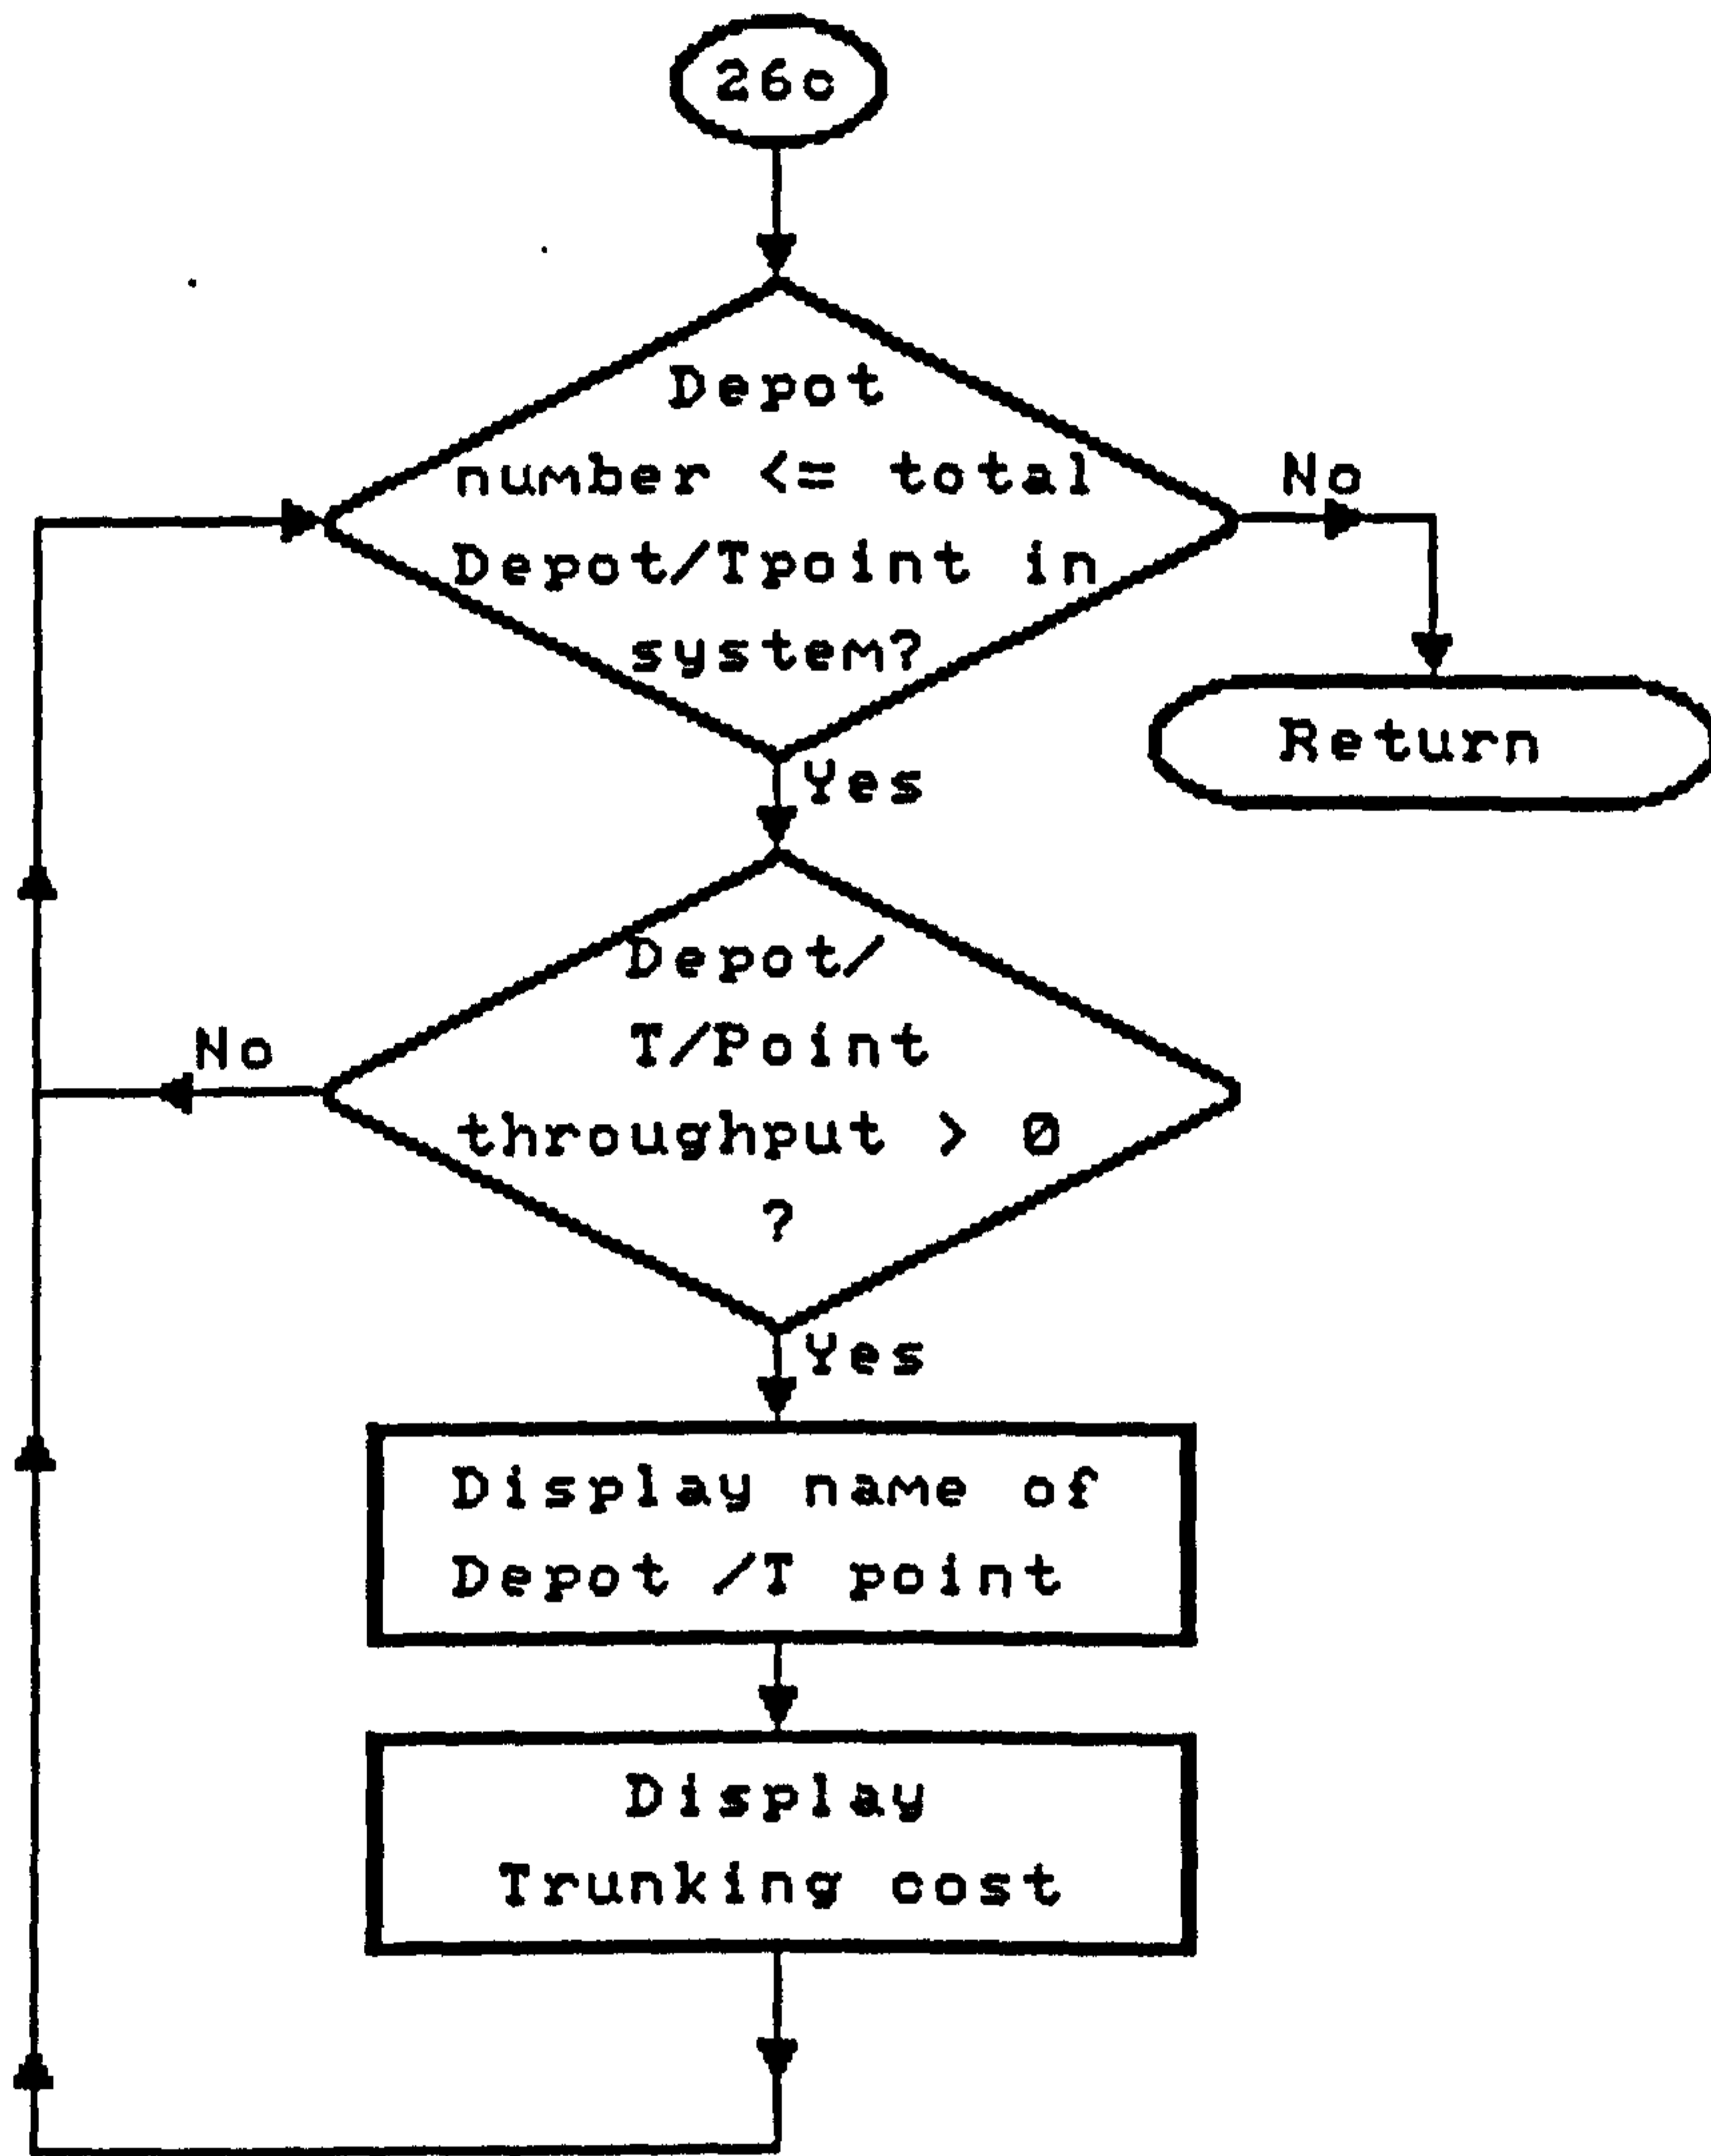 26c
Depot
number <= total
Depot/Tpoint in
system?
No
Return
Yes
Depot/
T/Point
throughput > 0
?
No
Yes
Display name of
Depot /T point
Display
Trunking cost